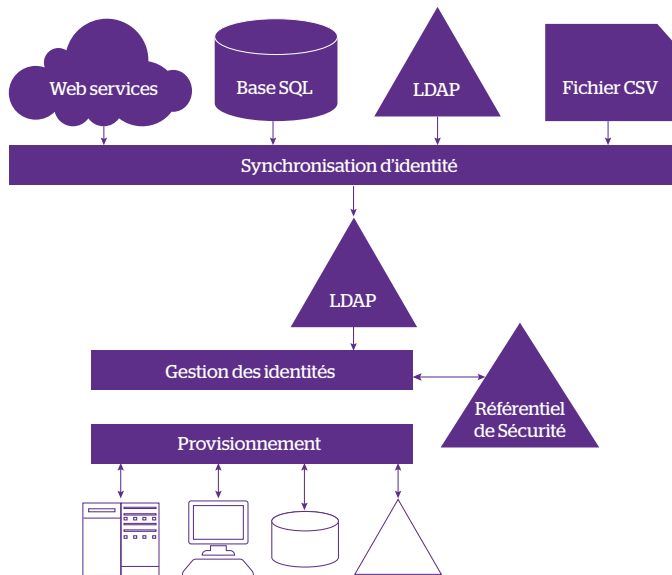 Web services
Base SQL
LDAP
Fichier CSV
Synchronisation d'identité
LDAP
Gestion des identités
Référentiel
de Sécurité
Provisionnement